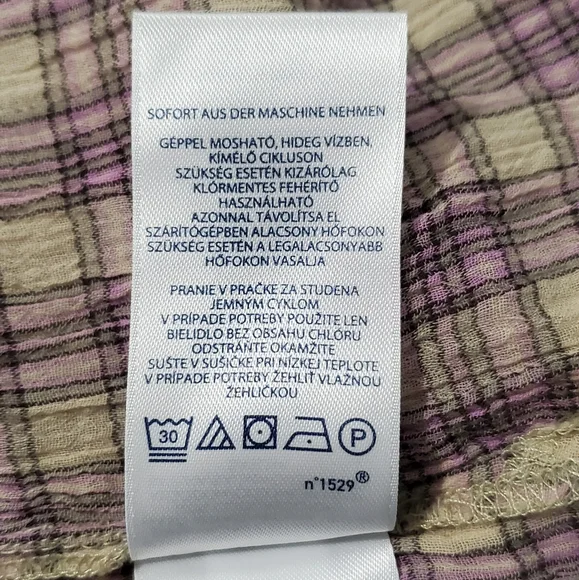 SOFORT AUS DER MASCHINE NEHMEN
GÉPPEL MOSHATÓ, HIDEG VÍZBEN,
KÍMÉLŐ CIKLUSON
SZÜKSÉG ESETÉN KIZÁRÓLAG
KLÓRMENTES FEHÉRÍTŐ
HASZNÁLHATÓ
AZONNAL TÁVOLÍTSA EL
SZÁRÍTÓGÉPBEN ALACSONY HŐFOKON
SZÜKSÉG ESETÉN A LEGALACSONYABB
HŐFOKON VASALJA
PRANIE V PRAČKE ZA STUDENA
JEMNÝM CYKLOM
V PRÍPADE POTREBY POUŽITE LEN
BIELIDLO BEZ OBSAHU CHLÓRU
ODSTRÁŇTE OKAMŽITE
SUŠTE V SUŠIČKE PRI NÍZKEJ TEPLOTE
V PRÍPADE POTREBY ŽEHLIŤ VLAŽNOU
ŽEHLIČKOU
30 P
n°1529®